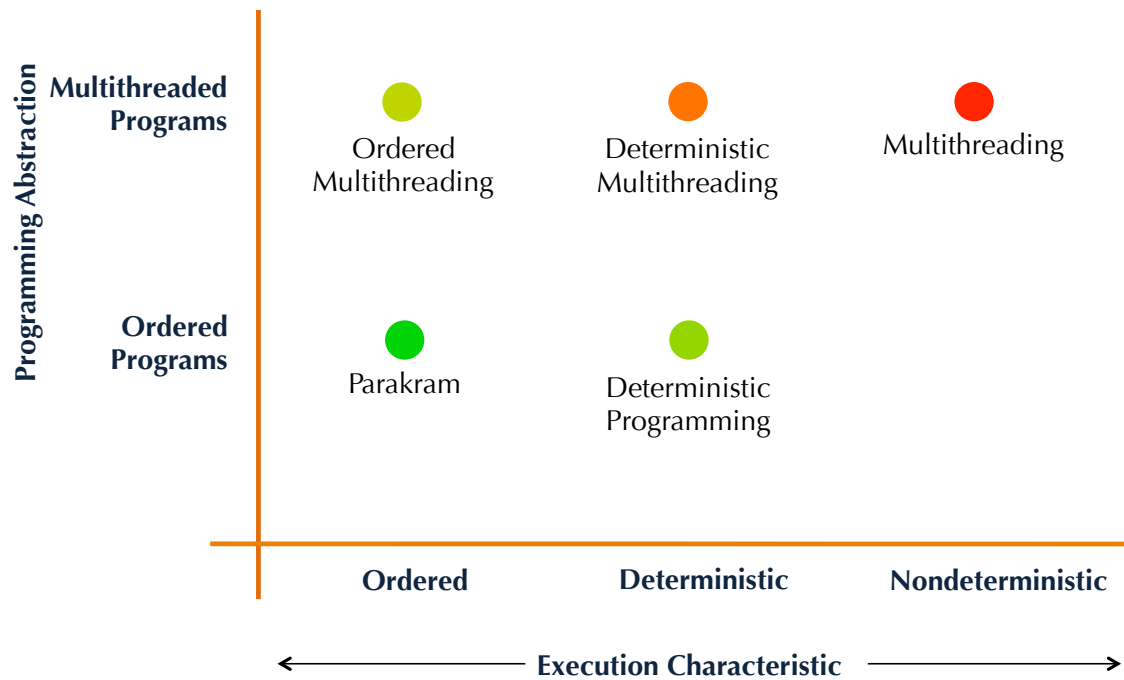 Programming Abstraction
Multithreaded
Programs
Ordered
Multithreading
Deterministic
Multithreading
Multithreading
Ordered
Programs
Parakram
Deterministic
Programming
Ordered
Deterministic
Nondeterministic
Execution Characteristic